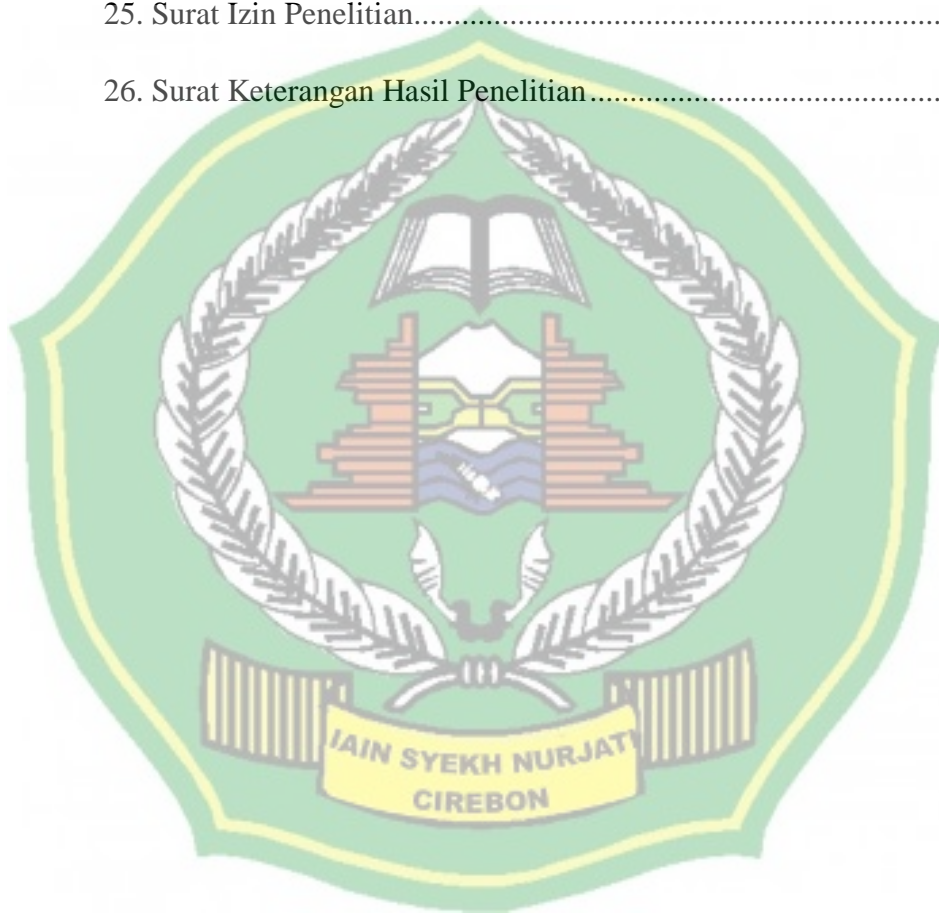 25. Surat Izin Penelitian......................................................................
26. Surat Keterangan Hasil Penelitian..............................................
IAIN SYEKH NURJATI
CIREBON